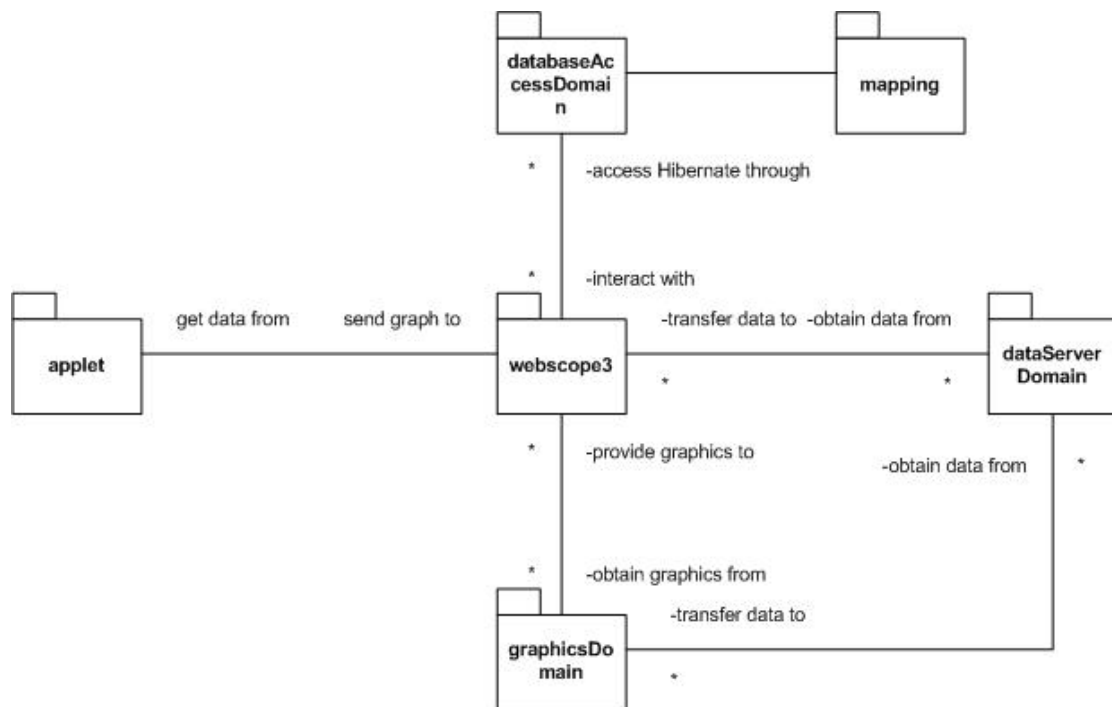 databaseAc
cessDomai
n
mapping
* -access Hibernate through
* -interact with
get data from send graph to
-transfer data to -obtain data from
applet
webscope3
dataServer
Domain
* *
* -provide graphics to
-obtain data from *
* -obtain graphics from
-transfer data to
graphicsDo
main
*